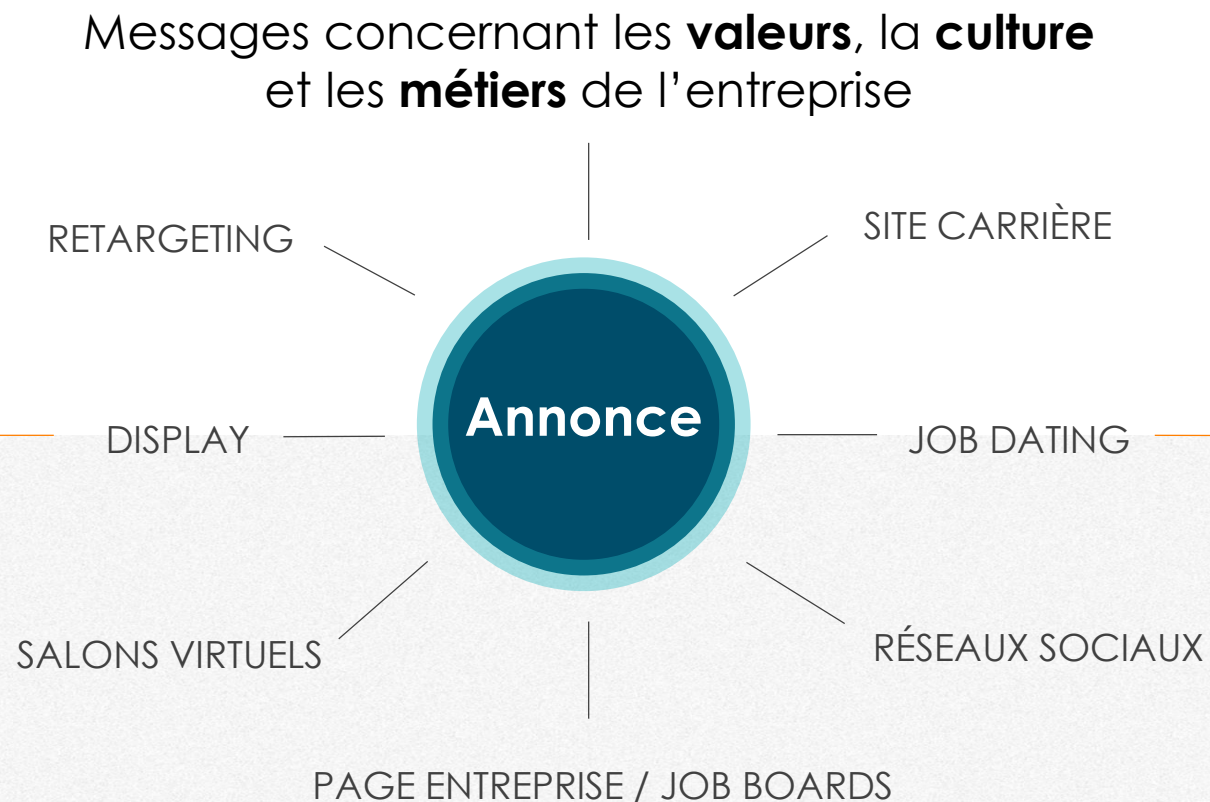 Messages concernant les valeurs, la culture
et les métiers de l’entreprise
RETARGETING
SITE CARRIÈRE
DISPLAY
Annonce
JOB DATING
SALONS VIRTUELS
RÉSEAUX SOCIAUX
PAGE ENTREPRISE / JOB BOARDS